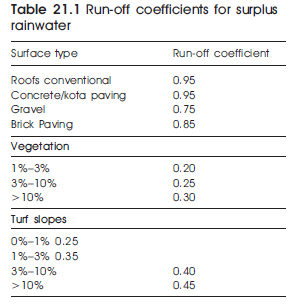 Table 21.1 Run-off coefficients for surplus
rainwater
Surface type Run-off coefficient
Roofs conventional 0.95
Concrete/kota paving 0.95
Gravel 0.75
Brick Paving 0.85
Vegetation
1%–3% 0.20
3%–10% 0.25
>10% 0.30
Turf slopes
0%–1% 0.25
1%–3% 0.35
3%–10% 0.40
>10% 0.45